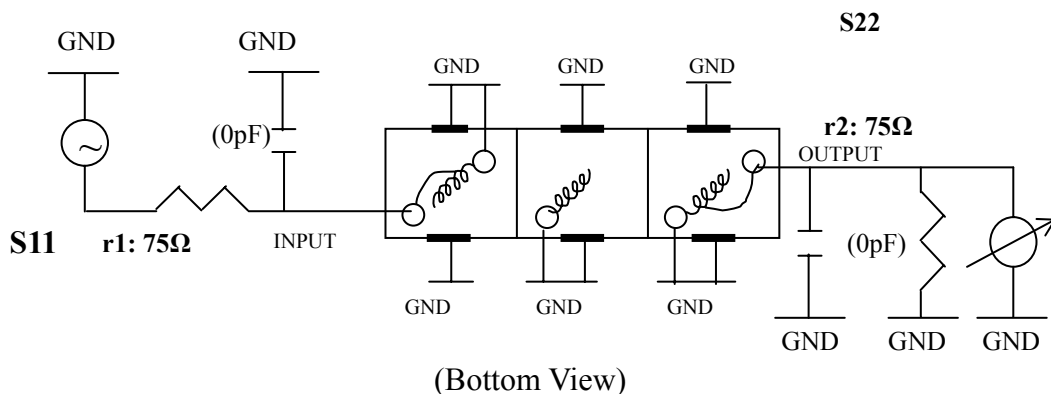 S22
GND
GND
GND
GND
GND
(0pF)
r2: 75Ω
OUTPUT
S11
r1: 75Ω
INPUT
(0pF)
GND
GND
GND
GND
GND
GND
(Bottom View)